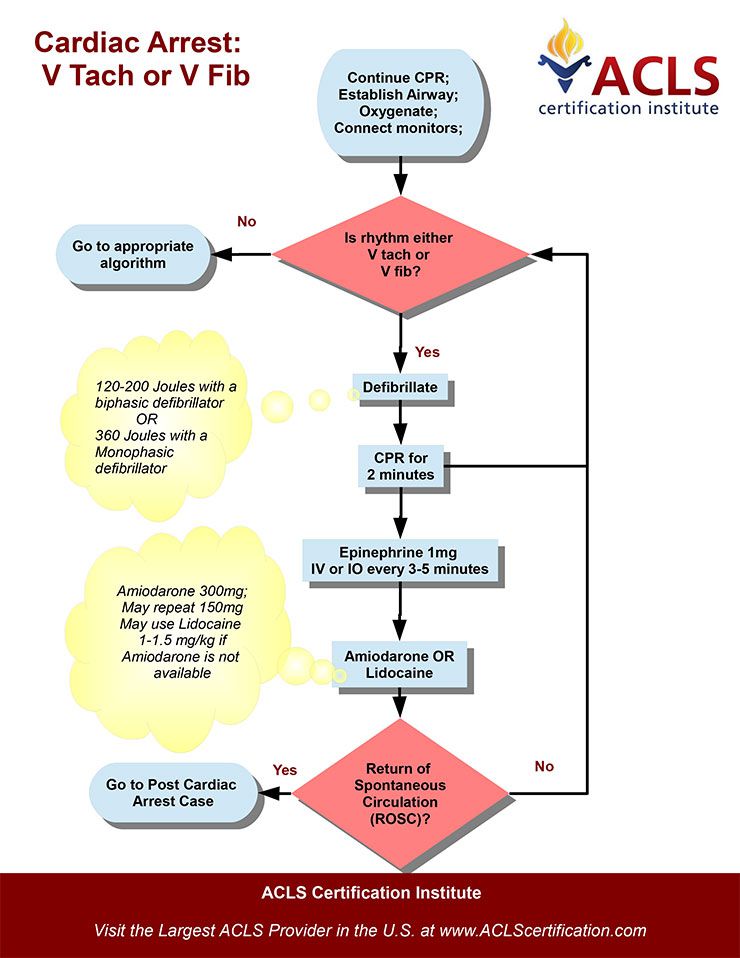 Cardiac Arrest:
V Tach or V Fib
ACLS
certification institute
Continue CPR;
Establish Airway;
Oxygenate;
Connect monitors;
Is rhythm either
V tach or
V fib?
No
Go to appropriate
algorithm
Yes
Defibrillate
120-200 Joules with a
biphasic defibrillator
OR
360 Joules with a
Monophasic
defibrillator
CPR for
2 minutes
Epinephrine 1mg
IV or IO every 3-5 minutes
Amiodarone 300mg;
May repeat 150mg
May use Lidocaine
1-1.5 mg/kg if
Amiodarone is not
available
Amiodarone OR
Lidocaine
Return of
Spontaneous
Circulation
(ROSC)?
Yes
Go to Post Cardiac
Arrest Case
No
ACLS Certification Institute
Visit the Largest ACLS Provider in the U.S. at www.ACLScertification.com